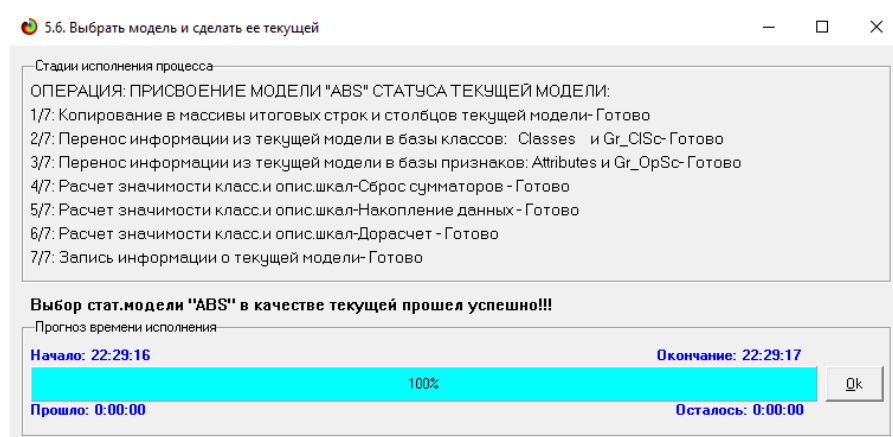 5.6. Выбрать модель и сделать ее текущей
Стадии исполнения процесса
ОПЕРАЦИЯ: ПРИСВОЕНИЕ МОДЕЛИ "ABS" СТАТУСА ТЕКУЩЕЙ МОДЕЛИ:
1/7: Копирование в массивы итоговых строк и столбцов текущей модели- Готово
2/7: Перенос информации из текущей модели в базы классов: Classes и Gr_ClSc- Готово
3/7: Перенос информации из текущей модели в базы признаков: Attributes и Gr_OpSc- Готово
4/7: Расчет значимости класс.и опис.шкал-Сброс сумматоров - Готово
5/7: Расчет значимости класс.и опис.шкал-Накопление данных - Готово
6/7: Расчет значимости класс.и опис.шкал-Дорасчет - Готово
7/7: Запись информации о текущей модели- Готово
Выбор стат.модели "ABS" в качестве текущей прошел успешно!!!
Прогноз времени исполнения
Начало: 22:29:16 Окончание: 22:29:17
100% Ok
Прошло: 0:00:00 Осталось: 0:00:00